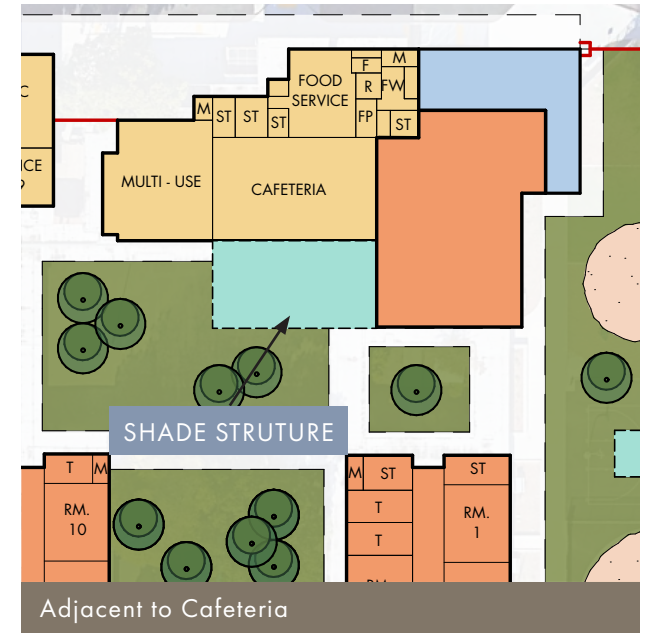 M
F
FOOD
SERVICE
R
FW
C
M
ST
ST
ST
FP
ST
ICE
MULTI - USE
CAFETERIA
SHADE STRUTURE
T
M
RM.
10
M
ST
T
T
ST
RM.
1
Adjacent to Cafeteria